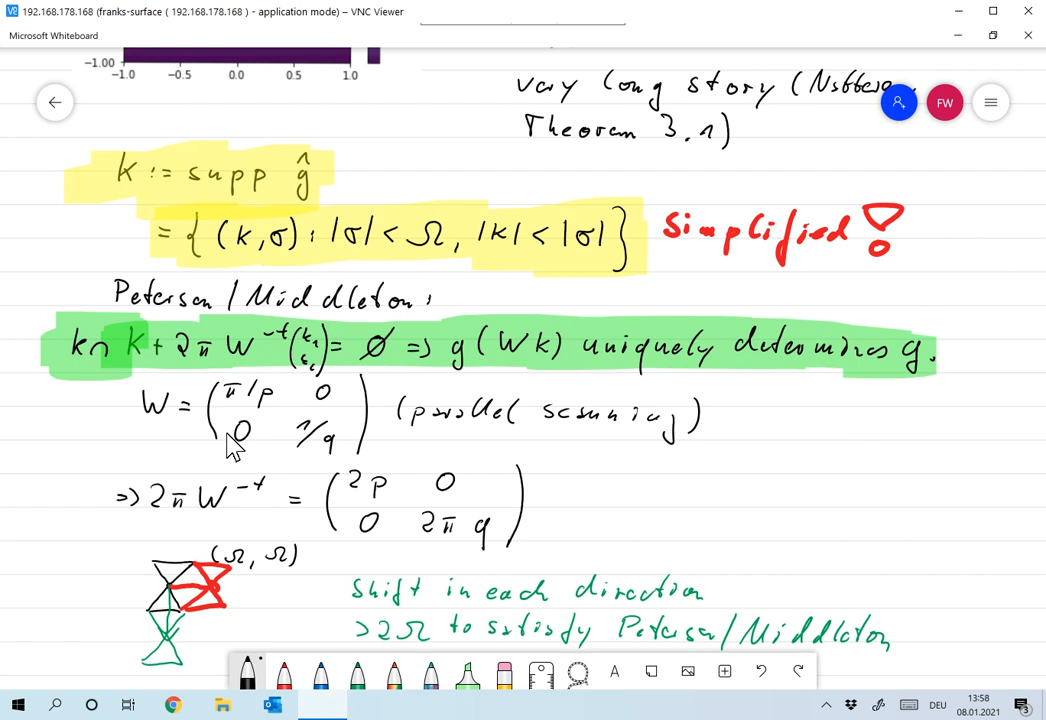 192.168.178.168 (franks-surface ( 192.168.178.168 ) - application mode) – VNC Viewer
Microsoft Whiteboard
-1.00
-1.0 -0.5 0.0 0.5 1.0
very long story (
Theorem 3.1)
FW
K := supp ĝ
= { (k,σ) : |σ| < Ω, |k| < |σ| }
Simplified !
Petersen / Middleton:
K ∩ K + 2π W^{-t} = ∅ => g(Wk) uniquely determines g.
W = ( π/p 0
0 1/q ) (parallel scanning)
=> 2π W^{-t} = ( 2p 0
0 2π q )
(Ω, Ω)
Shift in each direction
> 2Ω to satisfy Petersen/Middleton
A
DEU
13:58
08.01.2021
3